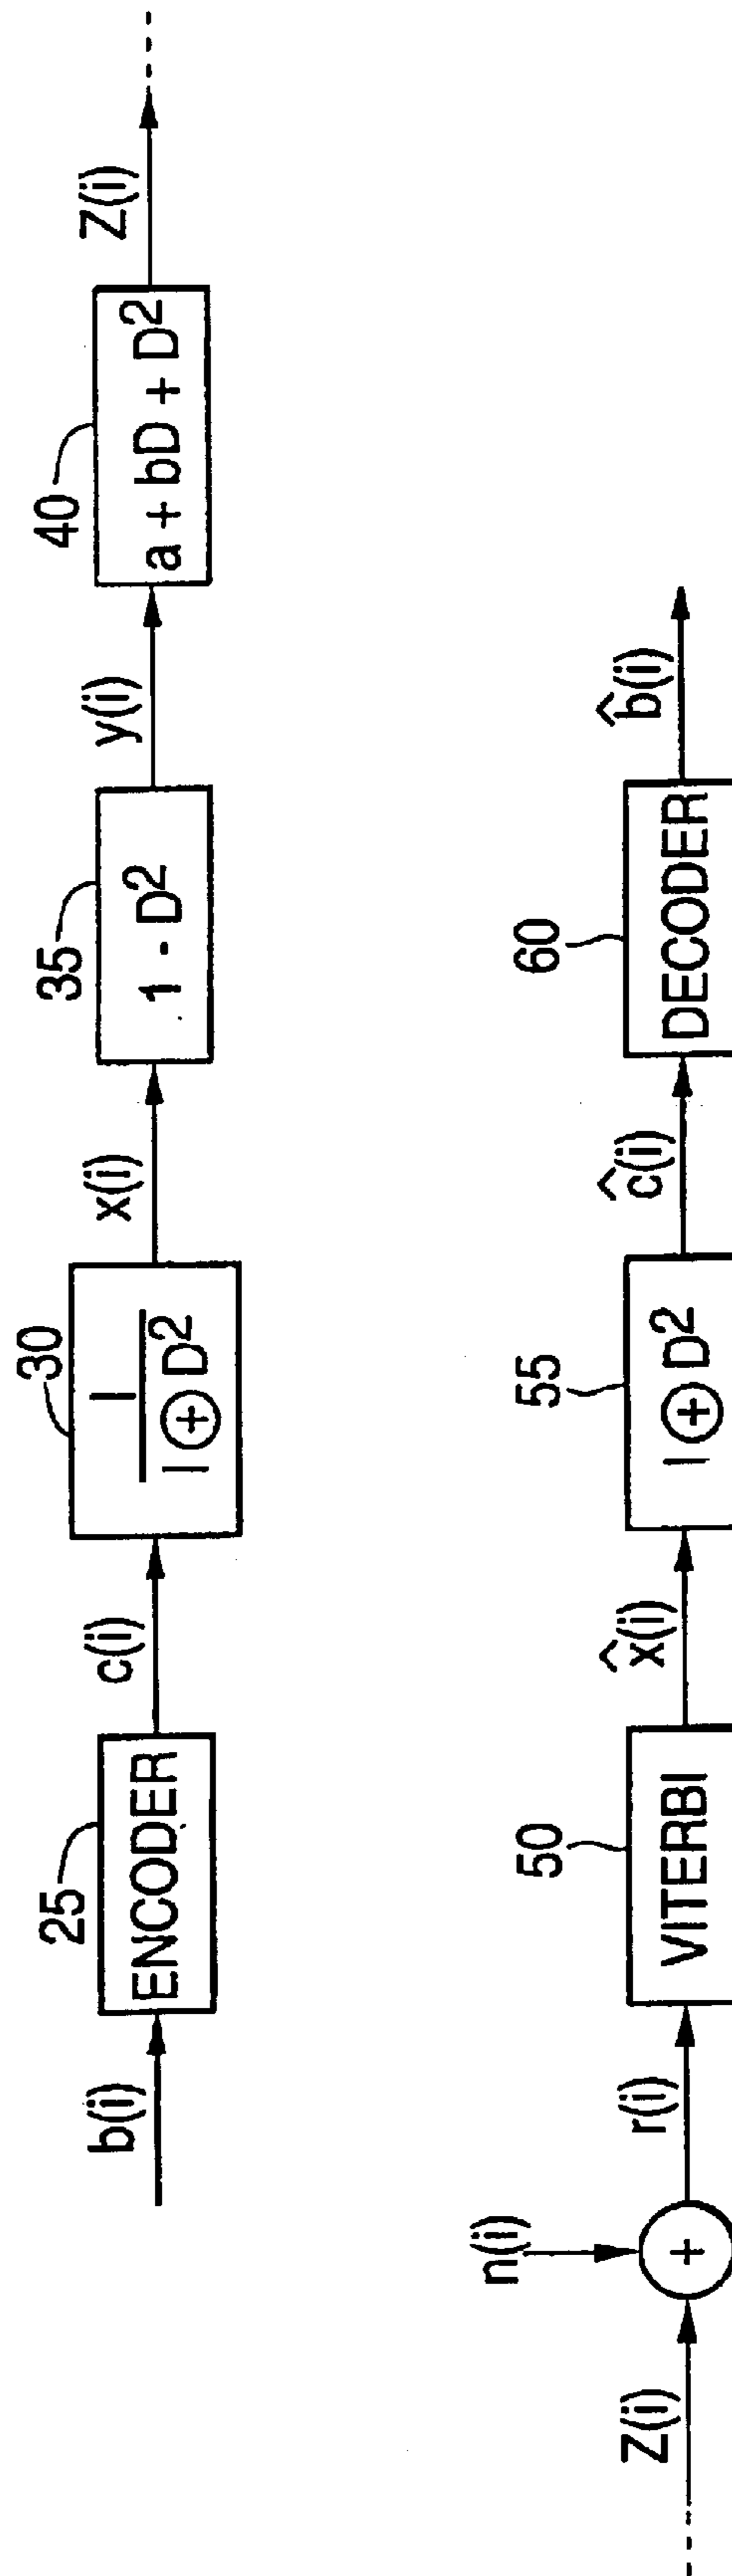 b(i)
25
ENCODER
c(i)
30
1
1 ⊕ D²
x(i)
35
1 - D²
y(i)
40
a + bD + D²
Z(i)
Z(i)
n(i)
+
r(i)
50
VITERBI
x̂(i)
55
1 ⊕ D²
ĉ(i)
60
DECODER
b̂(i)